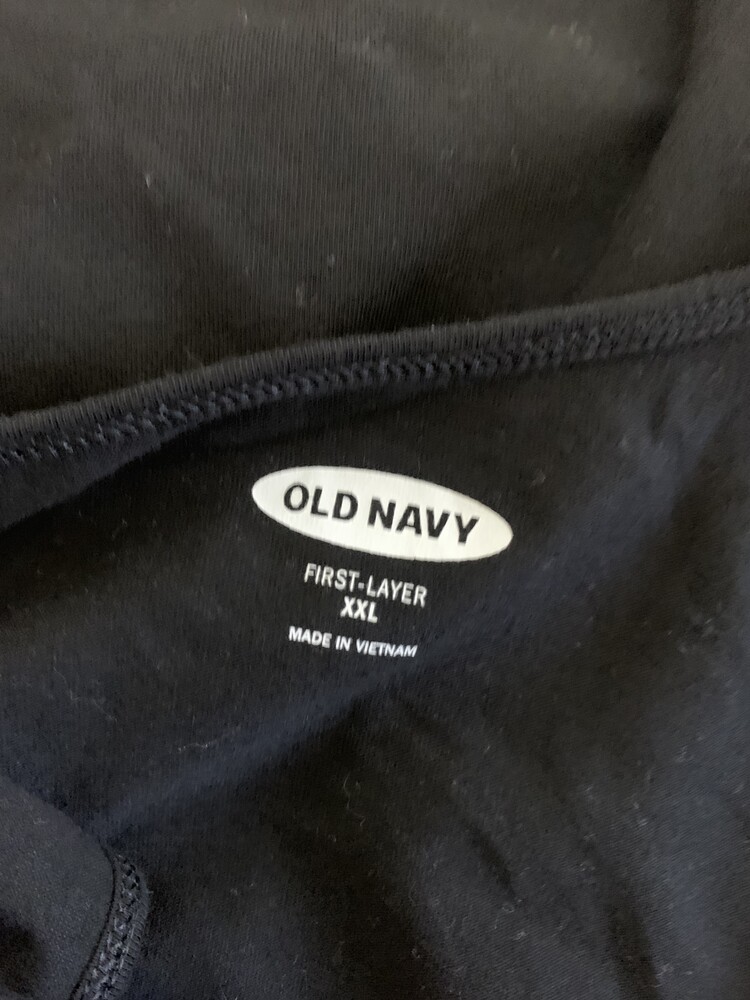 OLD NAVY
FIRST-LAYER
XXL
MADE IN VIETNAM